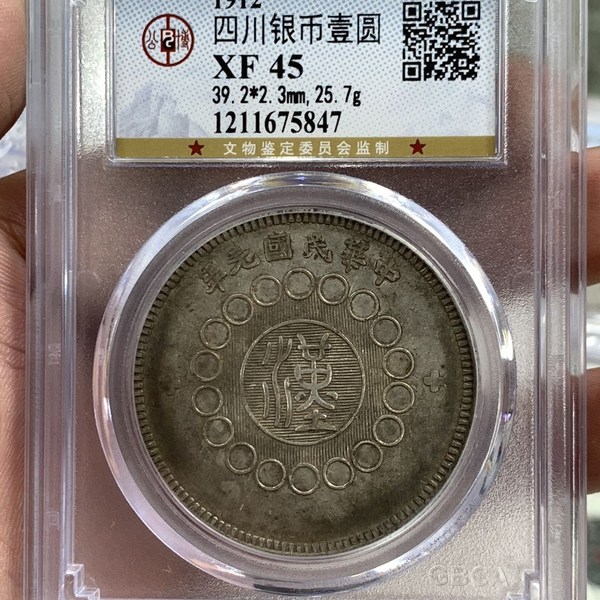 1912
四川银币壹圆
XF 45
39.2*2.3mm,25.7g
1211675847
★ 文物鉴定委员会监制 ★
年元國民華中
漢
GBCA